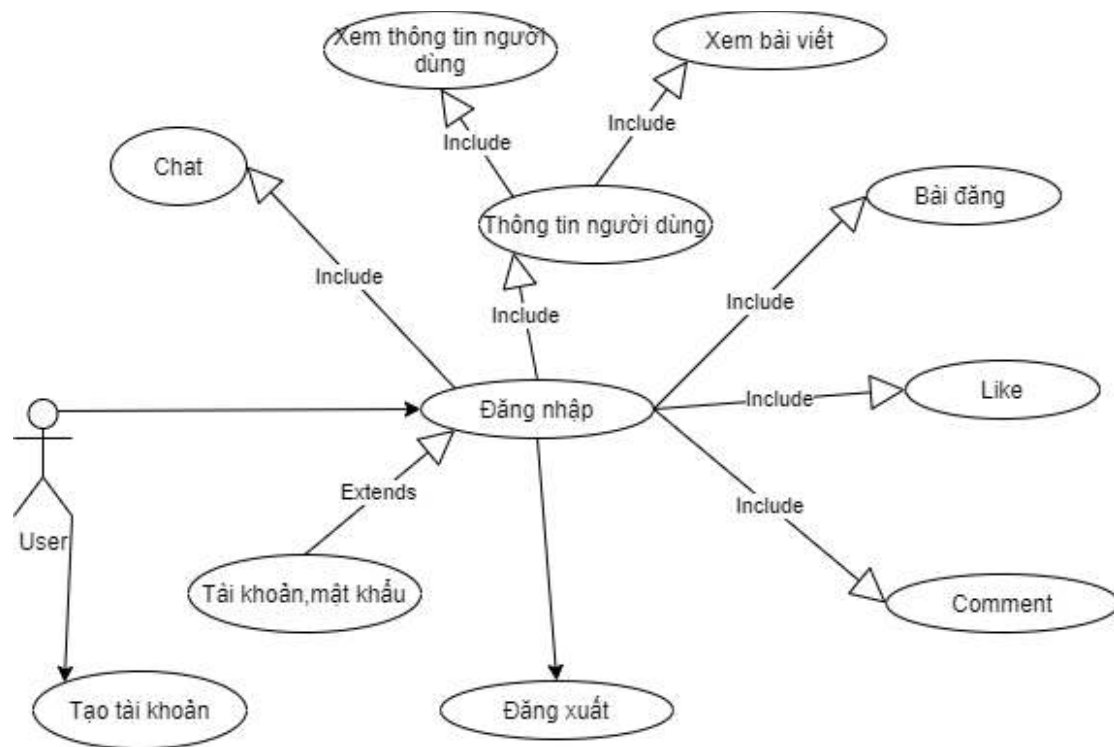 Xem thông tin người
dùng
Xem bài viết
Include
Include
Chat
Thông tin người dùng
Bài đăng
Include
Include
Include
Đăng nhập
Include
Like
Extends
Include
User
Tài khoản,mật khẩu
Comment
Tạo tài khoản
Đăng xuất